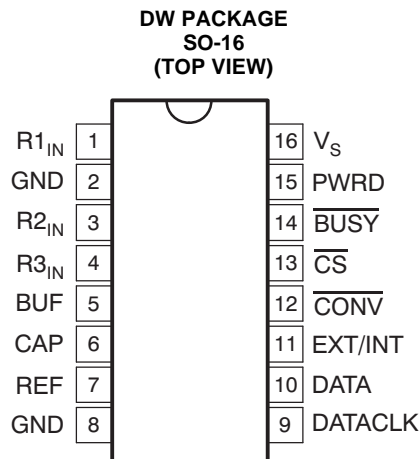 DW PACKAGE
SO-16
(TOP VIEW)
R1IN 1 16 VS
GND 2 15 PWRD
R2IN 3 14 BUSY
R3IN 4 13 CS
BUF 5 12 CONV
CAP 6 11 EXT/INT
REF 7 10 DATA
GND 8 9 DATACLK